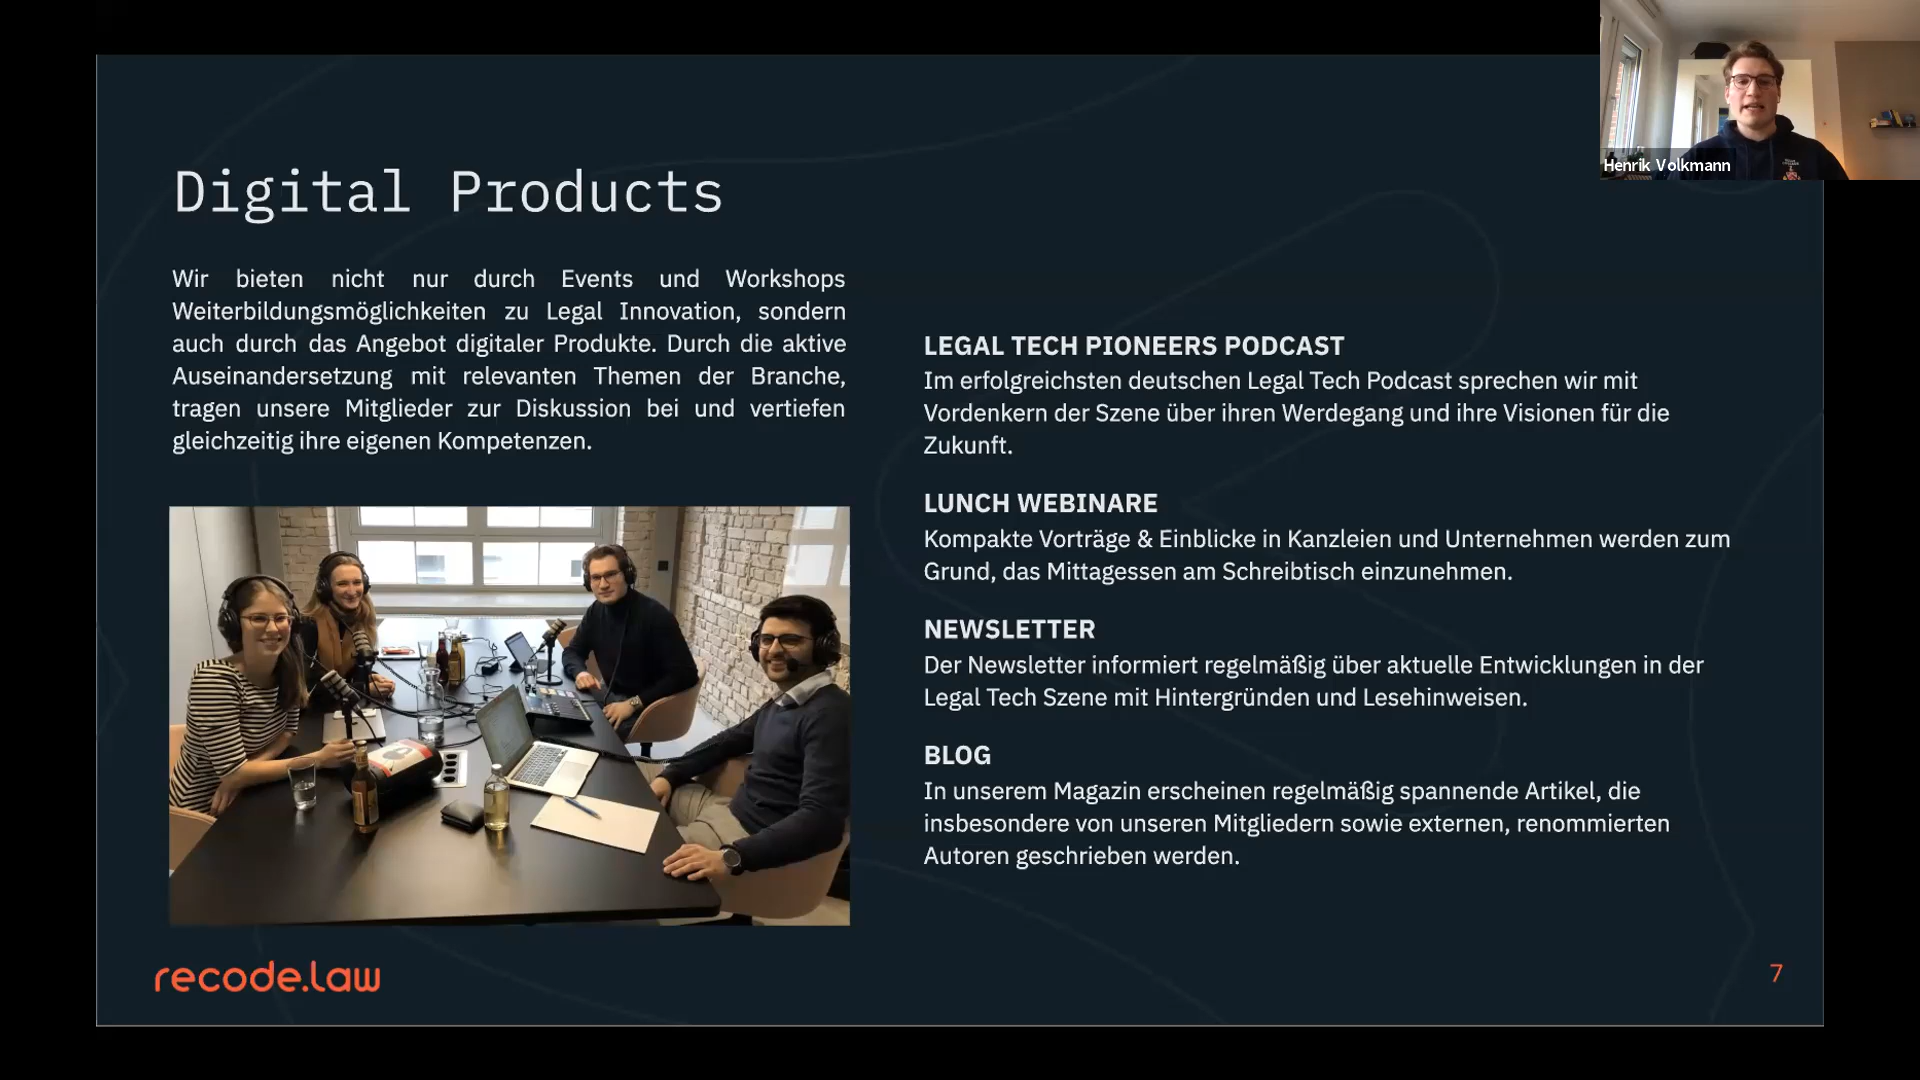 Henrik Volkmann
Digital Products
Wir bieten nicht nur durch Events und Workshops
Weiterbildungsmöglichkeiten zu Legal Innovation, sondern
auch durch das Angebot digitaler Produkte. Durch die aktive
Auseinandersetzung mit relevanten Themen der Branche,
tragen unsere Mitglieder zur Diskussion bei und vertiefen
gleichzeitig ihre eigenen Kompetenzen.
LEGAL TECH PIONEERS PODCAST
Im erfolgreichsten deutschen Legal Tech Podcast sprechen wir mit
Vordenkern der Szene über ihren Werdegang und ihre Visionen für die
Zukunft.
LUNCH WEBINARE
Kompakte Vorträge & Einblicke in Kanzleien und Unternehmen werden zum
Grund, das Mittagessen am Schreibtisch einzunehmen.
NEWSLETTER
Der Newsletter informiert regelmäßig über aktuelle Entwicklungen in der
Legal Tech Szene mit Hintergründen und Lesehinweisen.
BLOG
In unserem Magazin erscheinen regelmäßig spannende Artikel, die
insbesondere von unseren Mitgliedern sowie externen, renommierten
Autoren geschrieben werden.
recode.law
7